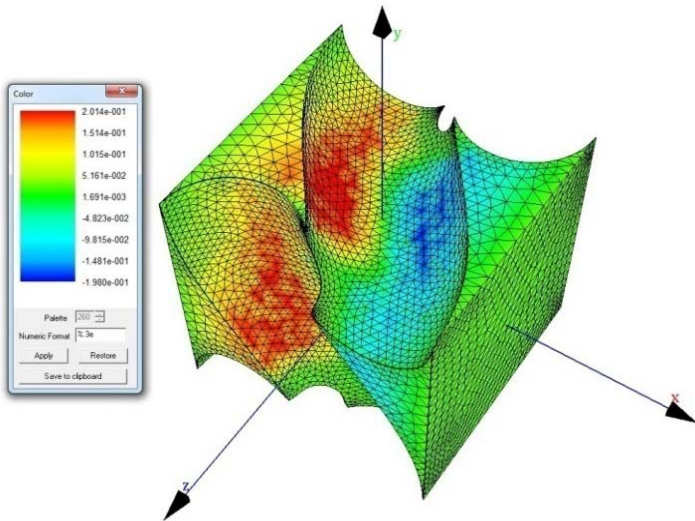 Color
2.014e-001
1.514e-001
1.015e-001
5.161e-002
1.691e-003
-4.823e-002
-9.815e-002
-1.481e-001
-1.980e-001
Palette 260
Numeric Format %.3e
Apply Restore
Save to clipboard
y
x
z